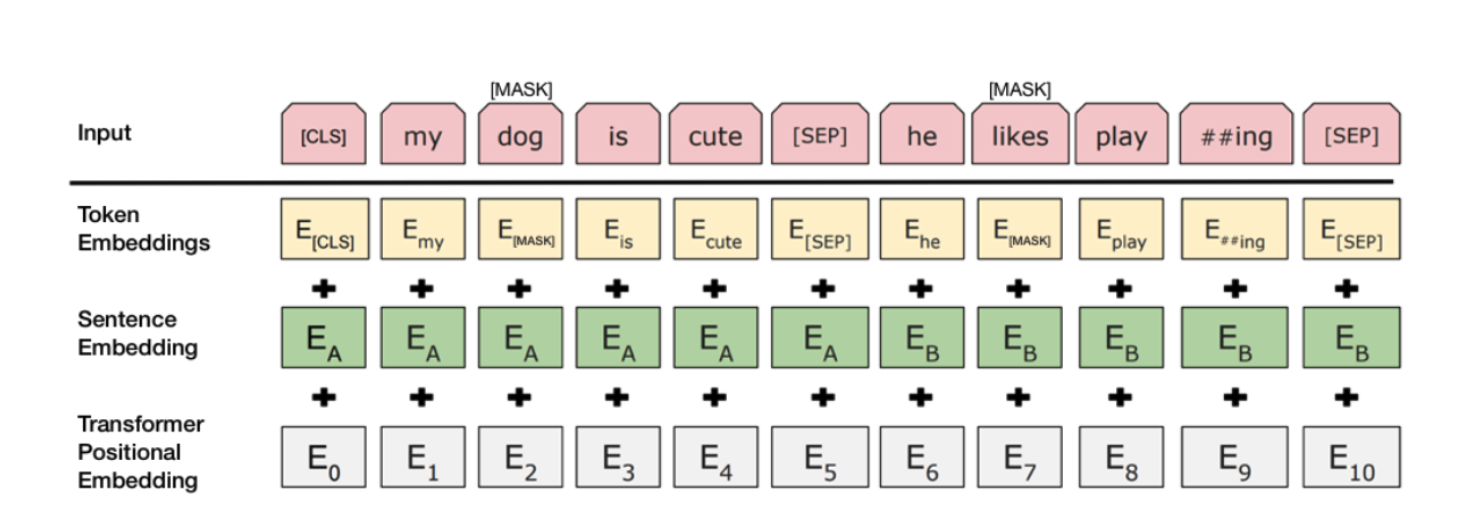 [MASK] [MASK]
Input [CLS] my dog is cute [SEP] he likes play ##ing [SEP]
Token
Embeddings
E[CLS] Emy E[MASK] Eis Ecute E[SEP] Ehe E[MASK] Eplay E##ing E[SEP]
+ + + + + + + + + + +
Sentence
Embedding
EA EA EA EA EA EA EB EB EB EB EB
+ + + + + + + + + + +
Transformer
Positional
Embedding
E0 E1 E2 E3 E4 E5 E6 E7 E8 E9 E10